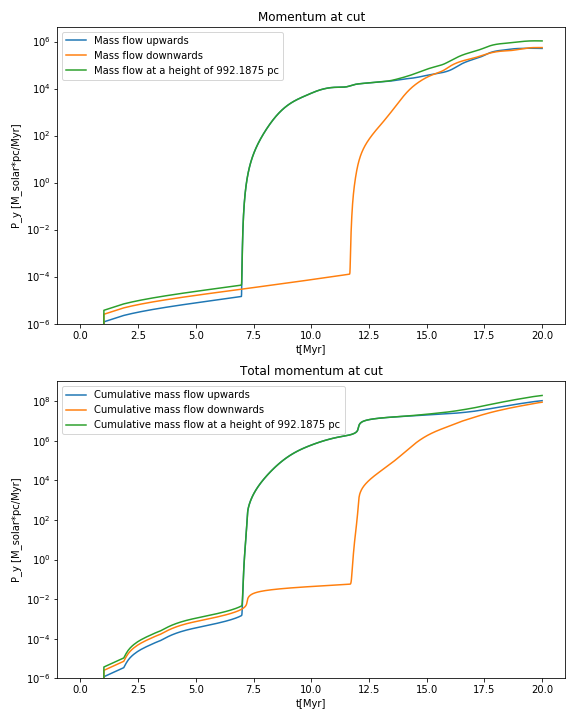 Momentum at cut
Mass flow upwards
Mass flow downwards
Mass flow at a height of 992.1875 pc
P_y [M_solar*pc/Myr]
10^6
10^4
10^2
10^0
10^−2
10^−4
10^−6
0.0 2.5 5.0 7.5 10.0 12.5 15.0 17.5 20.0
t[Myr]
Total momentum at cut
Cumulative mass flow upwards
Cumulative mass flow downwards
Cumulative mass flow at a height of 992.1875 pc
P_y [M_solar*pc/Myr]
10^8
10^6
10^4
10^2
10^0
10^−2
10^−4
10^−6
0.0 2.5 5.0 7.5 10.0 12.5 15.0 17.5 20.0
t[Myr]